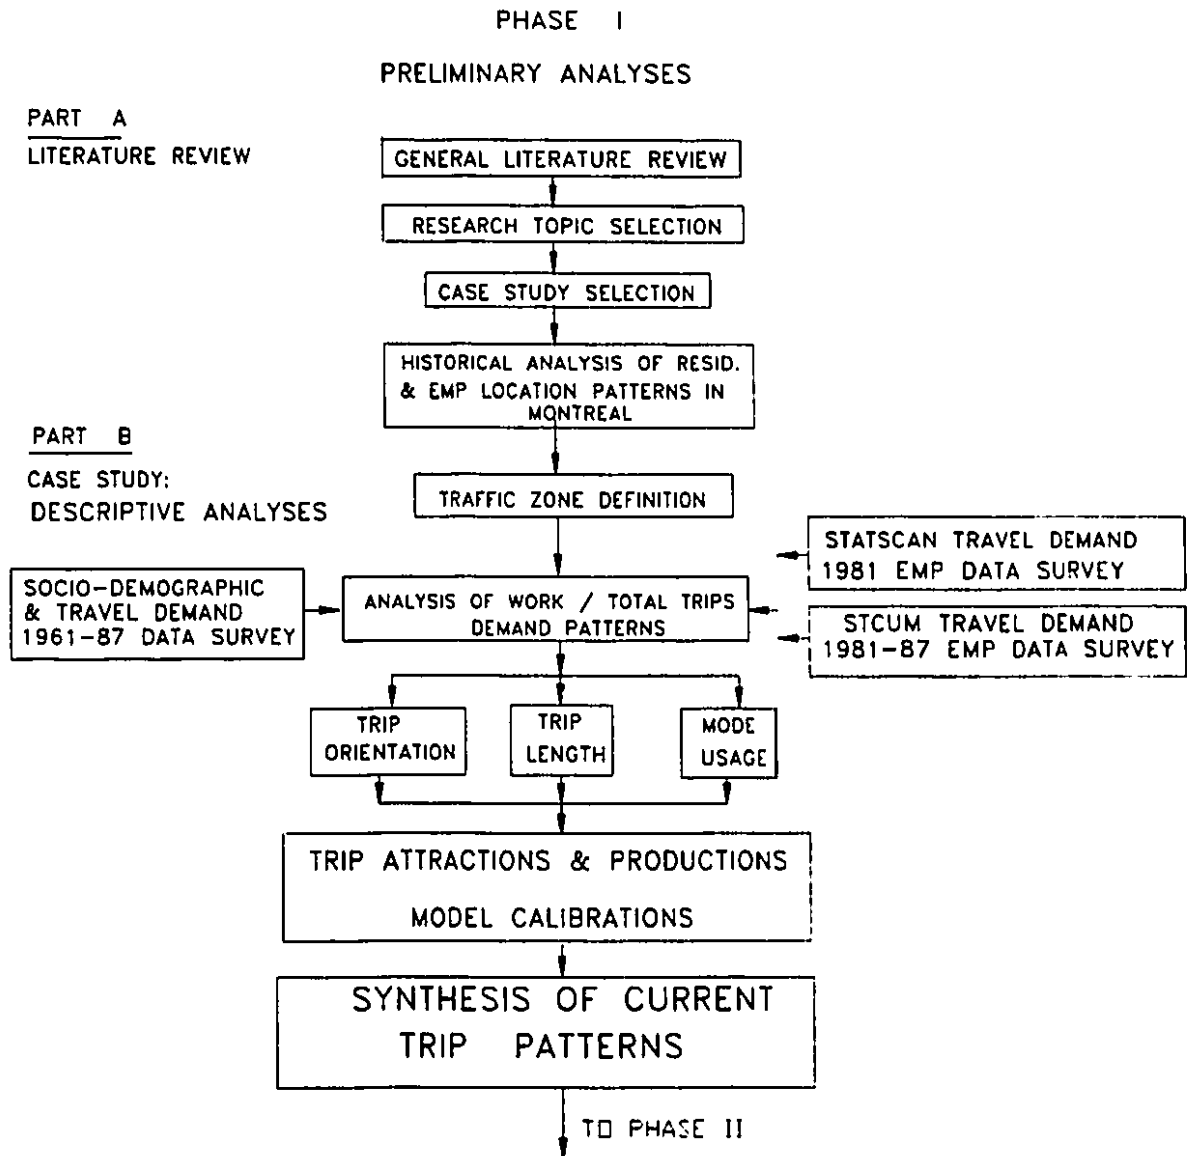 PHASE I
PRELIMINARY ANALYSES
PART A
LITERATURE REVIEW
GENERAL LITERATURE REVIEW
RESEARCH TOPIC SELECTION
CASE STUDY SELECTION
HISTORICAL ANALYSIS OF RESID.
& EMP LOCATION PATTERNS IN
MONTREAL
PART B
CASE STUDY:
DESCRIPTIVE ANALYSES
TRAFFIC ZONE DEFINITION
STATSCAN TRAVEL DEMAND
1981 EMP DATA SURVEY
SOCIO-DEMOGRAPHIC
& TRAVEL DEMAND
1961-87 DATA SURVEY
ANALYSIS OF WORK / TOTAL TRIPS
DEMAND PATTERNS
STCUM TRAVEL DEMAND
1981-87 EMP DATA SURVEY
TRIP
ORIENTATION
TRIP
LENGTH
MODE
USAGE
TRIP ATTRACTIONS & PRODUCTIONS
MODEL CALIBRATIONS
SYNTHESIS OF CURRENT
TRIP PATTERNS
TO PHASE II